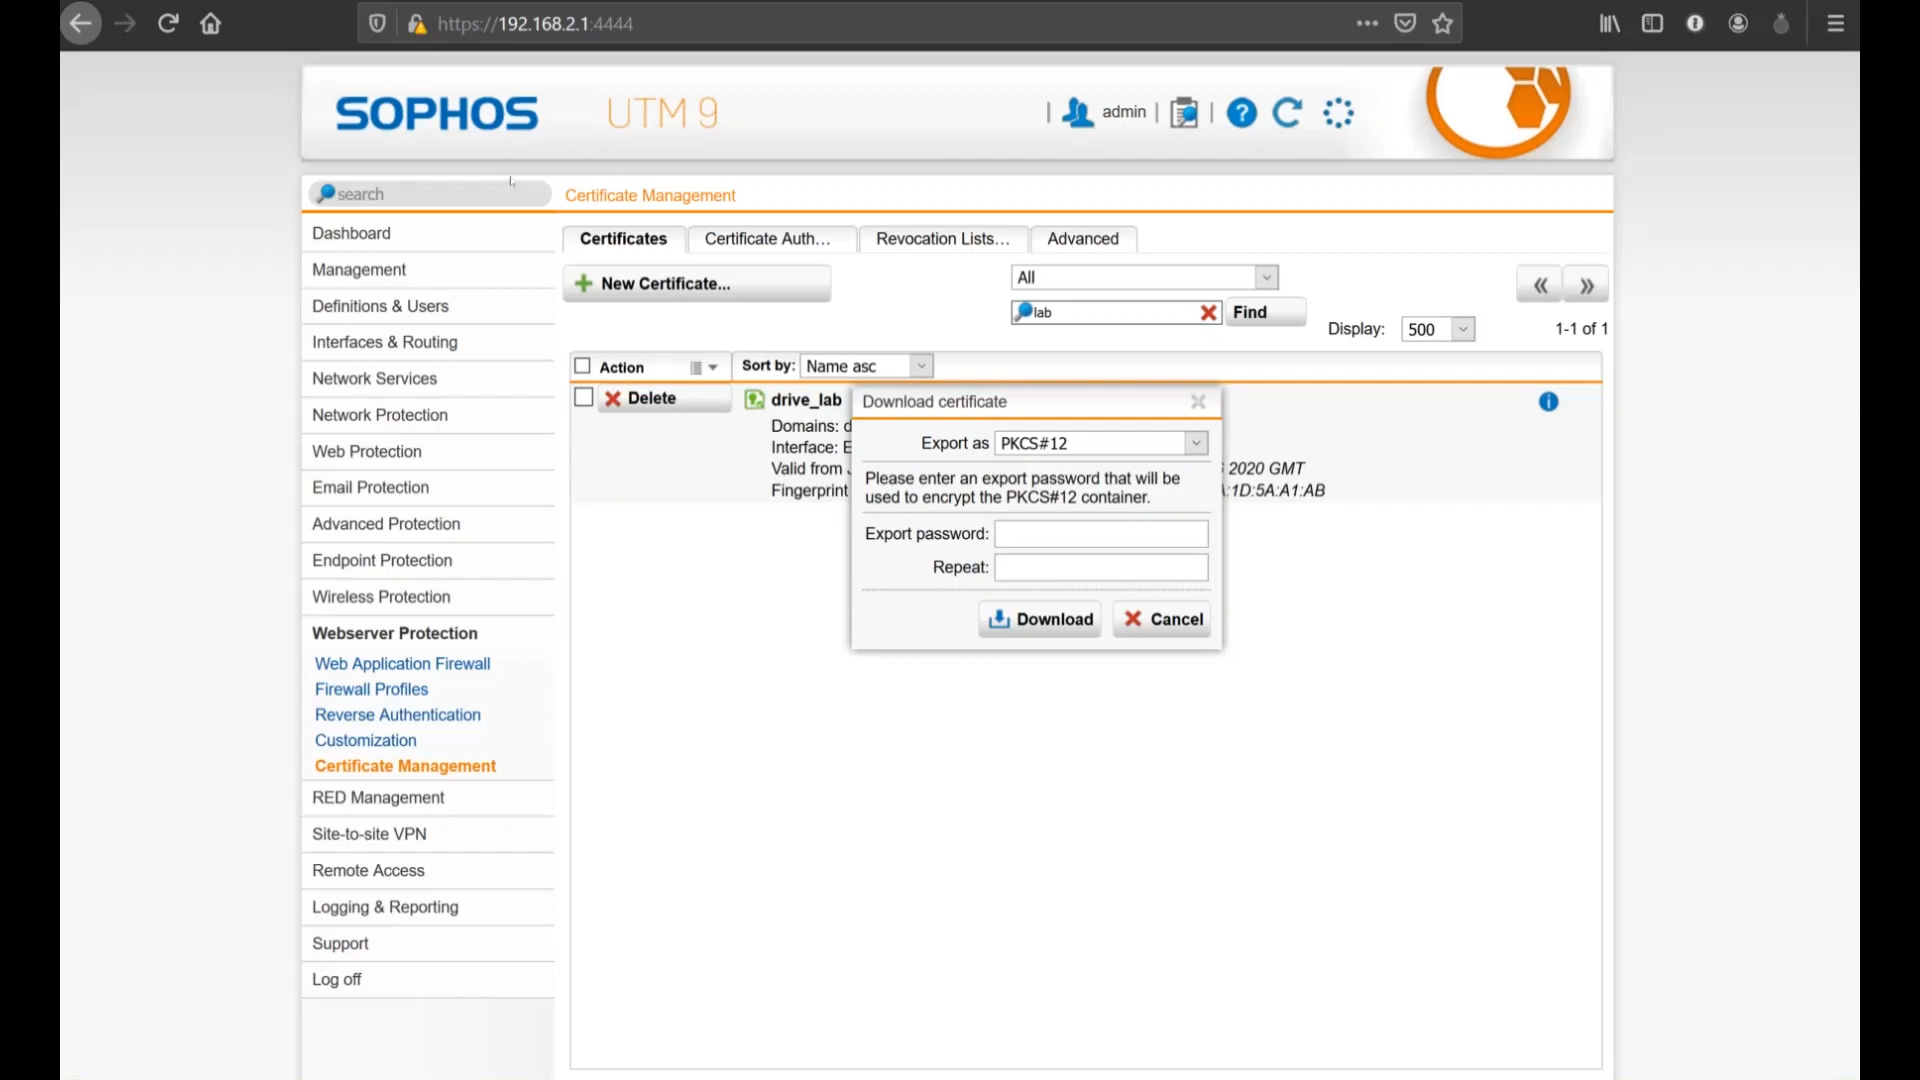 https://192.168.2.1:4444
SOPHOS UTM 9 | admin | | ?
search
Certificate Management
Dashboard
Management
Definitions & Users
Interfaces & Routing
Network Services
Network Protection
Web Protection
Email Protection
Advanced Protection
Endpoint Protection
Wireless Protection
Webserver Protection
Web Application Firewall
Firewall Profiles
Reverse Authentication
Customization
Certificate Management
RED Management
Site-to-site VPN
Remote Access
Logging & Reporting
Support
Log off
Certificates Certificate Auth... Revocation Lists... Advanced
New Certificate...
All
lab Find
Display: 500 1-1 of 1
Action Sort by: Name asc
Delete drive_lab
Domains: d
Interface: E
Valid from 2020 GMT
Fingerprint :1D:5A:A1:AB
Download certificate
Export as PKCS#12
Please enter an export password that will be
used to encrypt the PKCS#12 container.
Export password:
Repeat:
Download Cancel